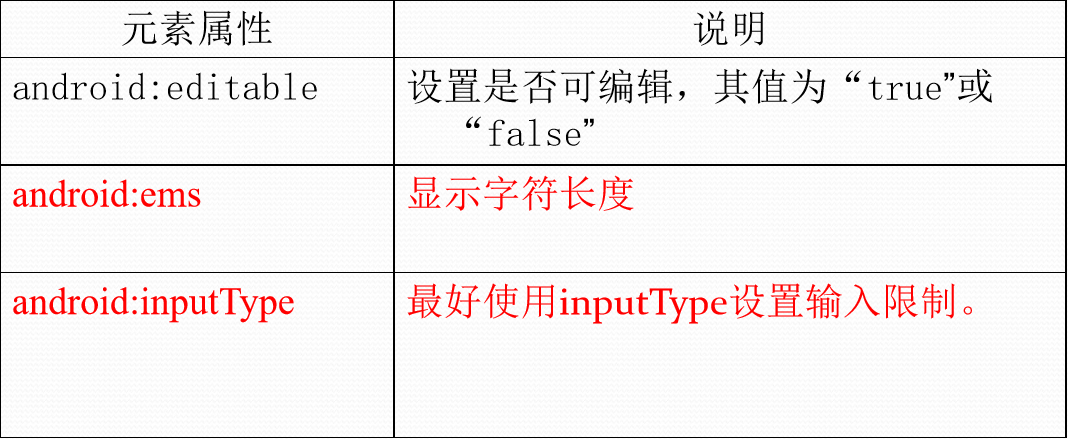 元素属性 说明
android:editable 设置是否可编辑，其值为“true”或
“false”
android:ems 显示字符长度
android:inputType 最好使用inputType设置输入限制。